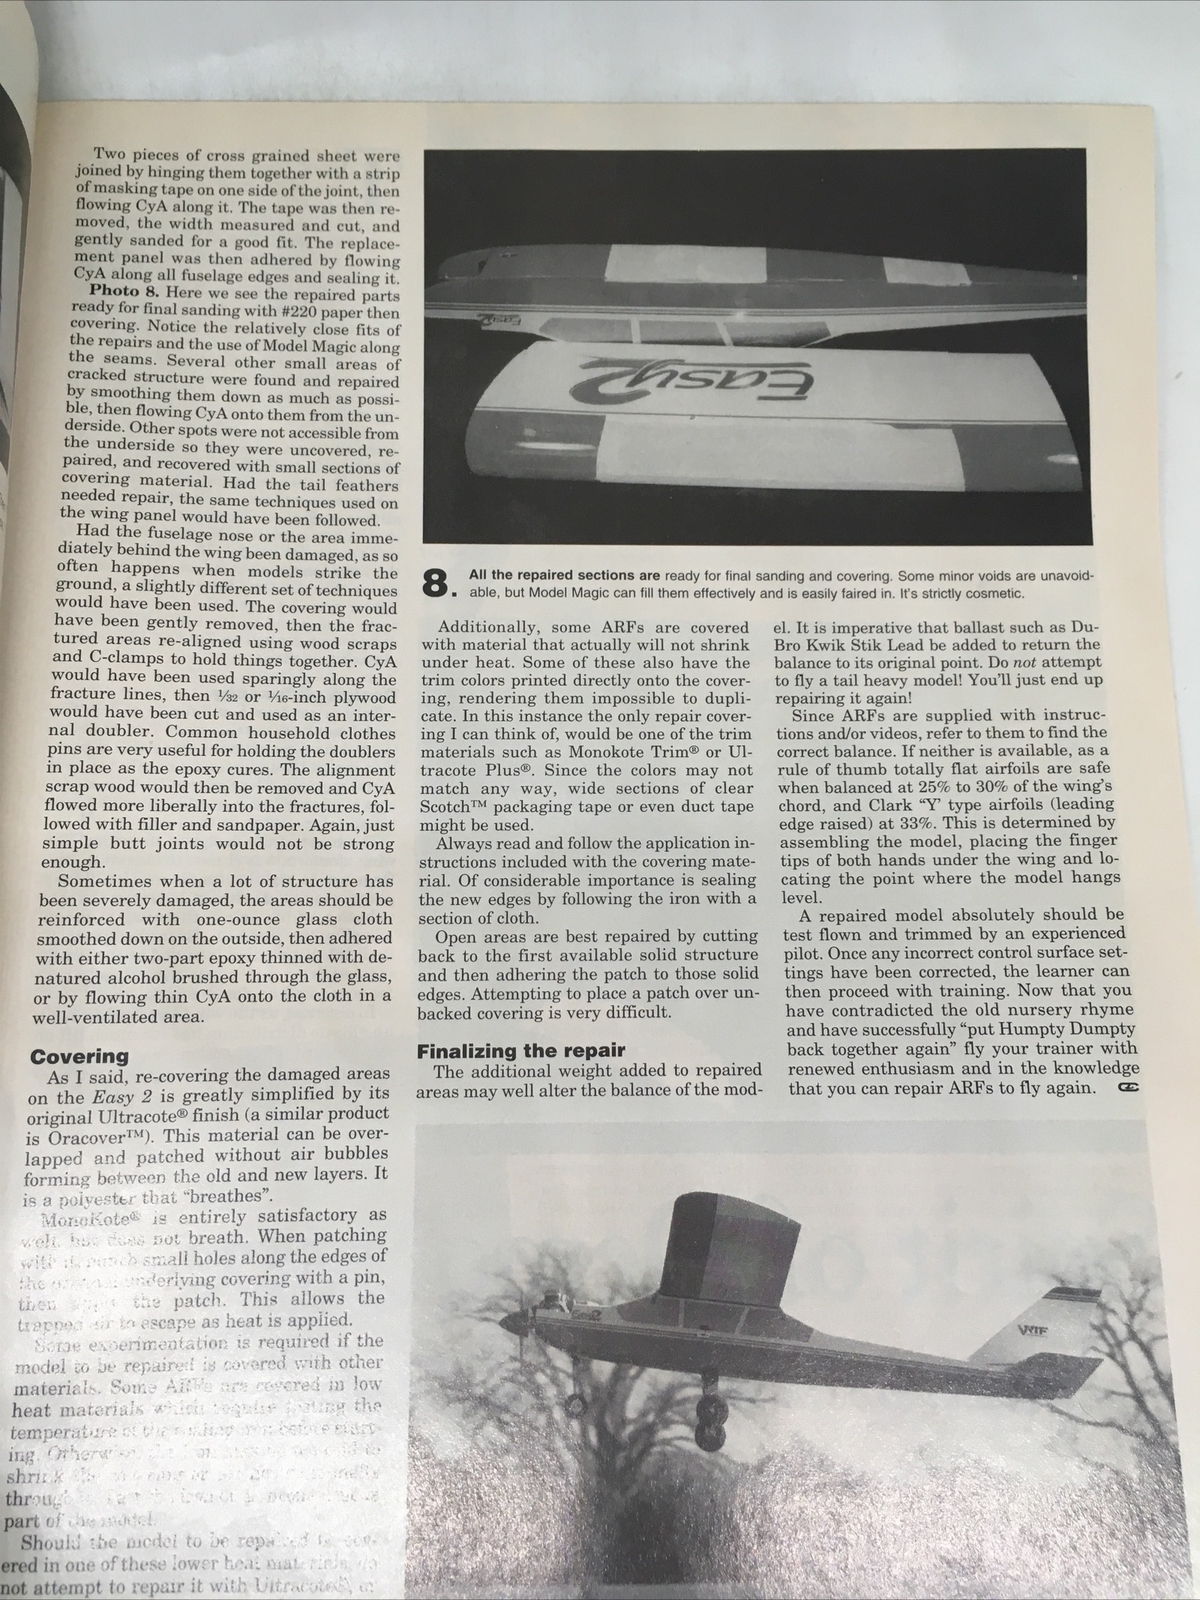 Two pieces of cross grained sheet were
joined by hinging them together with a strip
of masking tape on one side of the joint, then
flowing CyA along it. The tape was then re-
moved, the width measured and cut, and
gently sanded for a good fit. The replace-
ment panel was then adhered by flowing
CyA along all fuselage edges and sealing it.
Photo 8. Here we see the repaired parts
ready for final sanding with #220 paper then
covering. Notice the relatively close fits of
the repairs and the use of Model Magic along
the seams. Several other small areas of
cracked structure were found and repaired
by smoothing them down as much as possi-
ble, then flowing CyA onto them from the un-
derside. Other spots were not accessible from
the underside so they were uncovered, re-
paired, and recovered with small sections of
covering material. Had the tail feathers
needed repair, the same techniques used on
the wing panel would have been followed.
Had the fuselage nose or the area imme-
diately behind the wing been damaged, as so
often happens when models strike the
ground, a slightly different set of techniques
would have been used. The covering would
have been gently removed, then the frac-
tured areas re-aligned using wood scraps
and C-clamps to hold things together. CyA
would have been used sparingly along the
fracture lines, then 1/32 or 1/16-inch plywood
would have been cut and used as an inter-
nal doubler. Common household clothes
pins are very useful for holding the doublers
in place as the epoxy cures. The alignment
scrap wood would then be removed and CyA
flowed more liberally into the fractures, fol-
lowed with filler and sandpaper. Again, just
simple butt joints would not be strong
enough.
Sometimes when a lot of structure has
been severely damaged, the areas should be
reinforced with one-ounce glass cloth
smoothed down on the outside, then adhered
with either two-part epoxy thinned with de-
natured alcohol brushed through the glass,
or by flowing thin CyA onto the cloth in a
well-ventilated area.
Covering
As I said, re-covering the damaged areas
on the Easy 2 is greatly simplified by its
original Ultracote® finish (a similar product
is Oracover™). This material can be over-
lapped and patched without air bubbles
forming between the old and new layers. It
is a polyester that "breathes".
MonoKote® is entirely satisfactory as
well, but does not breath. When patching
with it, small holes along the edges of
the underlying covering with a pin,
then the patch. This allows the
trapped air to escape as heat is applied.
Some experimentation is required if the
model to be repaired is covered with other
materials. Some ARFs are covered in low
heat materials which require the
temperature
ing.
shrink
through
part of the model.
Should the model to be repaired
ered in one of these lower heat materials, do
not attempt to repair it with Ultracote®,
Easy2
Easy2
8. All the repaired sections are ready for final sanding and covering. Some minor voids are unavoid-
able, but Model Magic can fill them effectively and is easily faired in. It's strictly cosmetic.
Additionally, some ARFs are covered
with material that actually will not shrink
under heat. Some of these also have the
trim colors printed directly onto the cover-
ing, rendering them impossible to dupli-
cate. In this instance the only repair cover-
ing I can think of, would be one of the trim
materials such as Monokote Trim® or Ul-
tracote Plus®. Since the colors may not
match any way, wide sections of clear
Scotch™ packaging tape or even duct tape
might be used.
Always read and follow the application in-
structions included with the covering mate-
rial. Of considerable importance is sealing
the new edges by following the iron with a
section of cloth.
Open areas are best repaired by cutting
back to the first available solid structure
and then adhering the patch to those solid
edges. Attempting to place a patch over un-
backed covering is very difficult.
Finalizing the repair
The additional weight added to repaired
areas may well alter the balance of the mod-
el. It is imperative that ballast such as Du-
Bro Kwik Stik Lead be added to return the
balance to its original point. Do not attempt
to fly a tail heavy model! You'll just end up
repairing it again!
Since ARFs are supplied with instruc-
tions and/or videos, refer to them to find the
correct balance. If neither is available, as a
rule of thumb totally flat airfoils are safe
when balanced at 25% to 30% of the wing's
chord, and Clark "Y' type airfoils (leading
edge raised) at 33%. This is determined by
assembling the model, placing the finger
tips of both hands under the wing and lo-
cating the point where the model hangs
level.
A repaired model absolutely should be
test flown and trimmed by an experienced
pilot. Once any incorrect control surface set-
tings have been corrected, the learner can
then proceed with training. Now that you
have contradicted the old nursery rhyme
and have successfully "put Humpty Dumpty
back together again" fly your trainer with
renewed enthusiasm and in the knowledge
that you can repair ARFs to fly again.